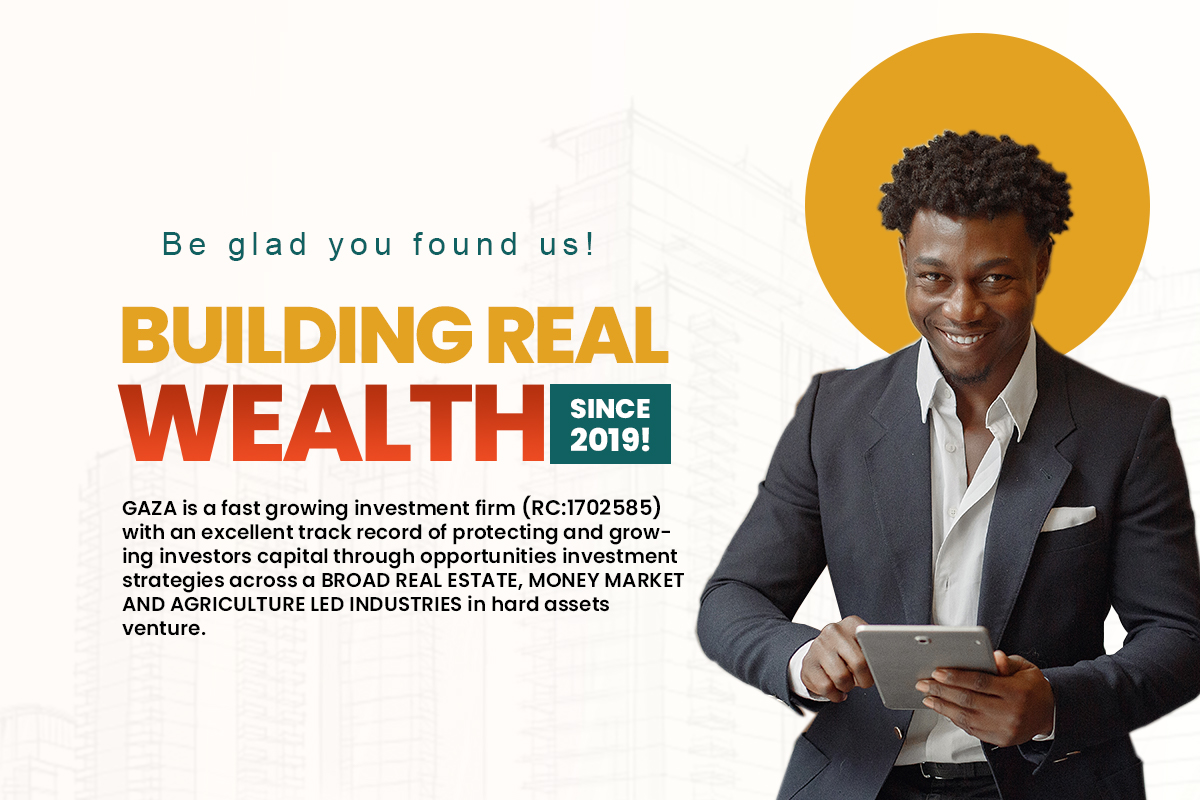 Be glad you found us!
BUILDING REAL
WEALTH
SINCE
2019!
GAZA is a fast growing investment firm (RC:1702585)
with an excellent track record of protecting and grow-
ing investors capital through opportunities investment
strategies across a BROAD REAL ESTATE, MONEY MARKET
AND AGRICULTURE LED INDUSTRIES in hard assets
venture.